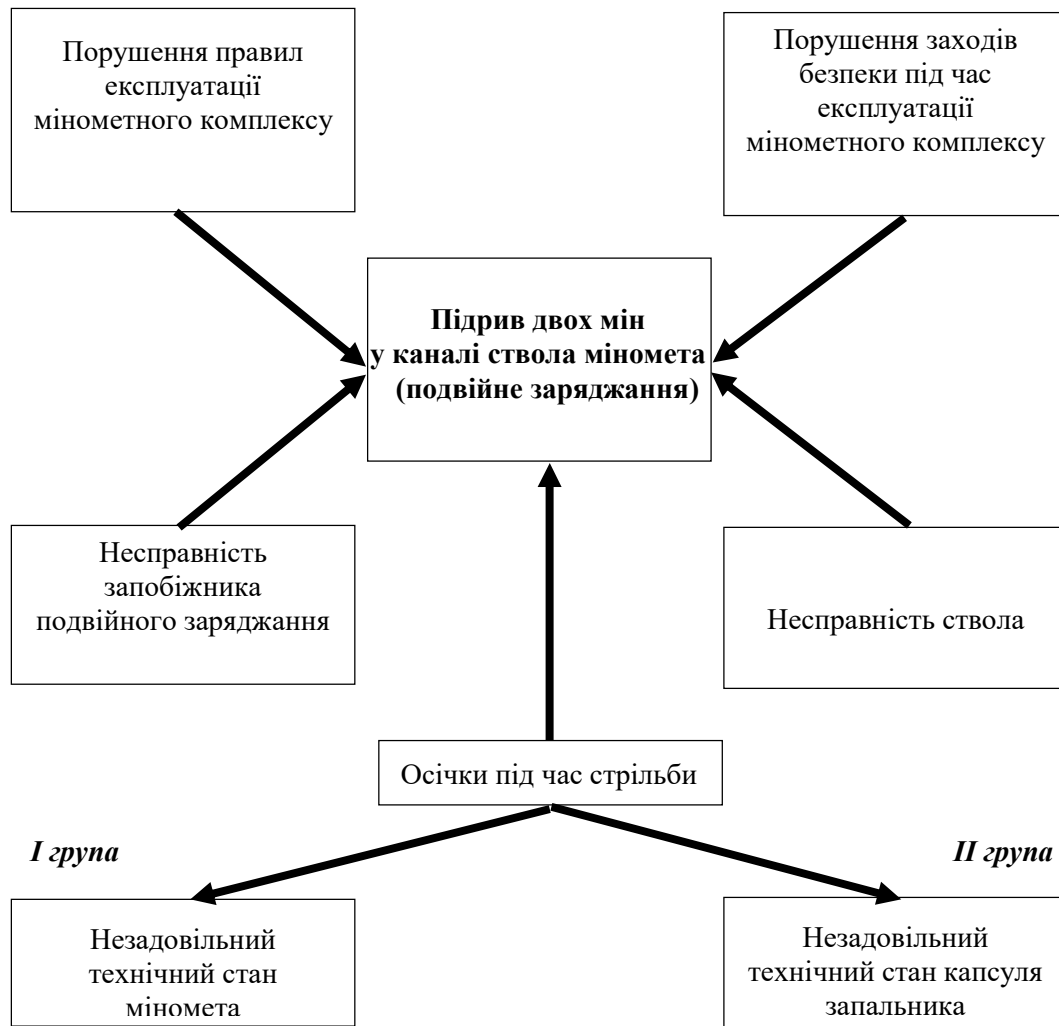 Порушення правил
експлуатації
мінометного комплексу
Порушення заходів
безпеки під час
експлуатації
мінометного комплексу
Підрив двох мін
у каналі ствола міномета
(подвійне заряджання)
Несправність
запобіжника
подвійного заряджання
Несправність ствола
Осічки під час стрільби
І група
ІІ група
Незадовільний
технічний стан
міномета
Незадовільний
технічний стан капсуля
запальника